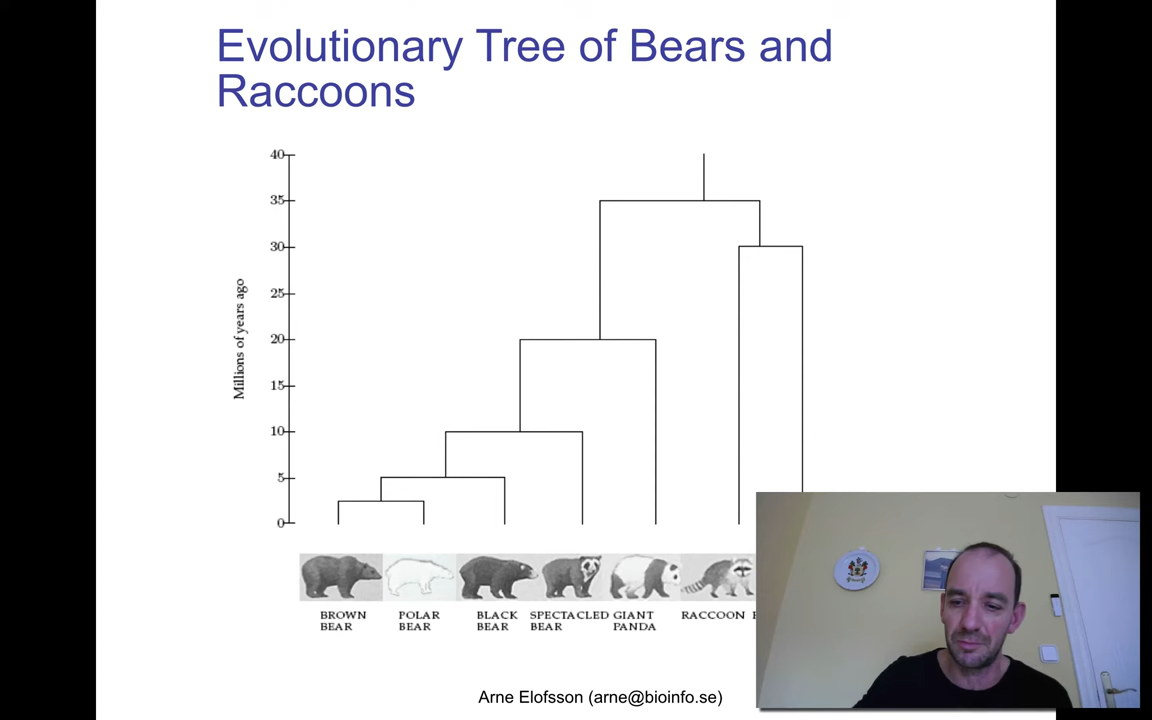 Evolutionary Tree of Bears and
Raccoons
40
35
30
25
20
15
10
5
0
Millions of years ago
BROWN
BEAR
POLAR
BEAR
BLACK
BEAR
SPECTACLED
BEAR
GIANT
PANDA
RACCOON
Arne Elofsson (arne@bioinfo.se)